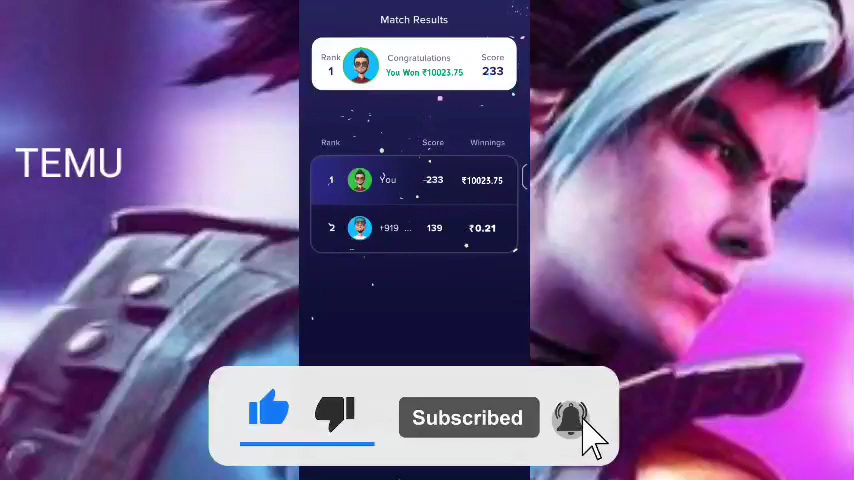 Match Results
Rank Congratulations Score
1 You Won ₹10023.75 233
TEMU
Rank Score Winnings
1 You 233 ₹10023.75
2 +919 ... 139 ₹0.21
Subscribed